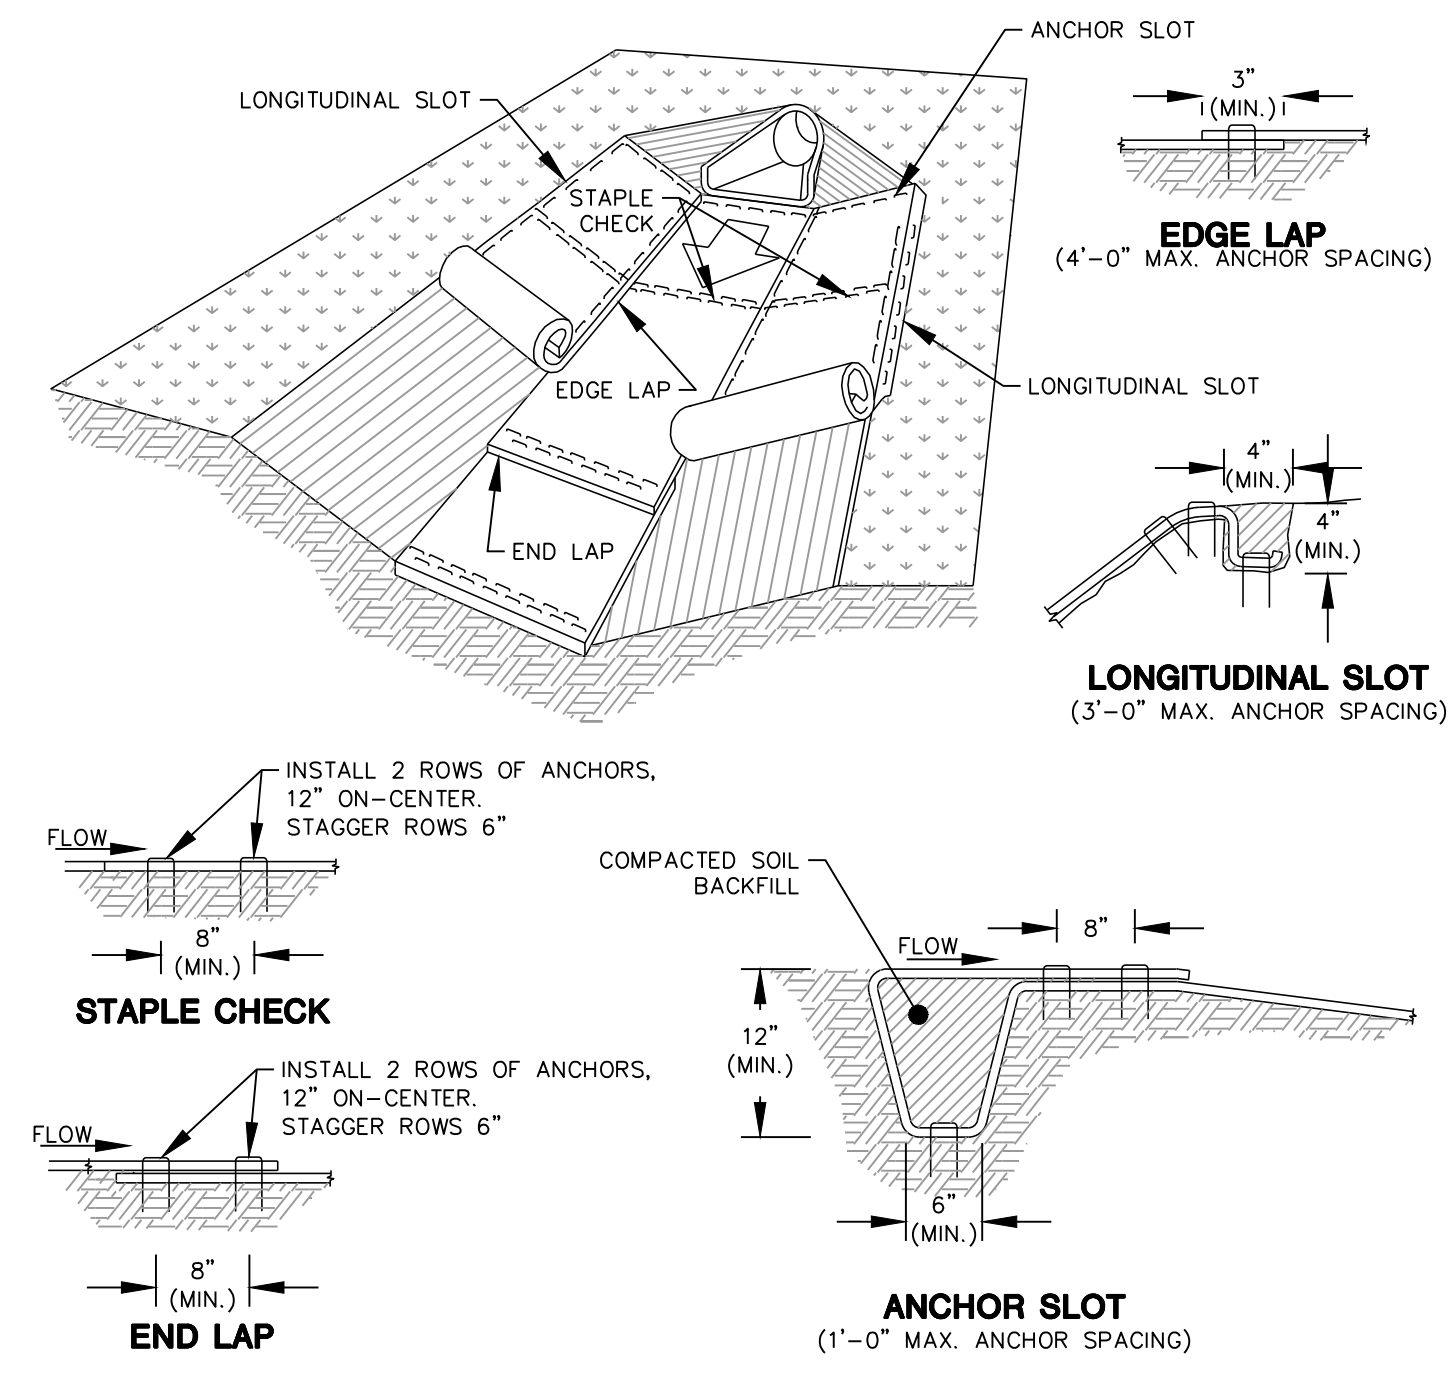 ANCHOR SLOT
LONGITUDINAL SLOT
STAPLE
CHECK
EDGE LAP
LONGITUDINAL SLOT
END LAP
3”
(MIN.)
EDGE LAP
(4'-0” MAX. ANCHOR SPACING)
4”
(MIN.)
4”
(MIN.)
LONGITUDINAL SLOT
(3'-0” MAX. ANCHOR SPACING)
INSTALL 2 ROWS OF ANCHORS,
12” ON-CENTER.
STAGGER ROWS 6”
FLOW
8”
(MIN.)
STAPLE CHECK
INSTALL 2 ROWS OF ANCHORS,
12” ON-CENTER.
STAGGER ROWS 6”
FLOW
8”
(MIN.)
END LAP
COMPACTED SOIL
BACKFILL
FLOW
8”
12”
(MIN.)
6”
(MIN.)
ANCHOR SLOT
(1'-0” MAX. ANCHOR SPACING)